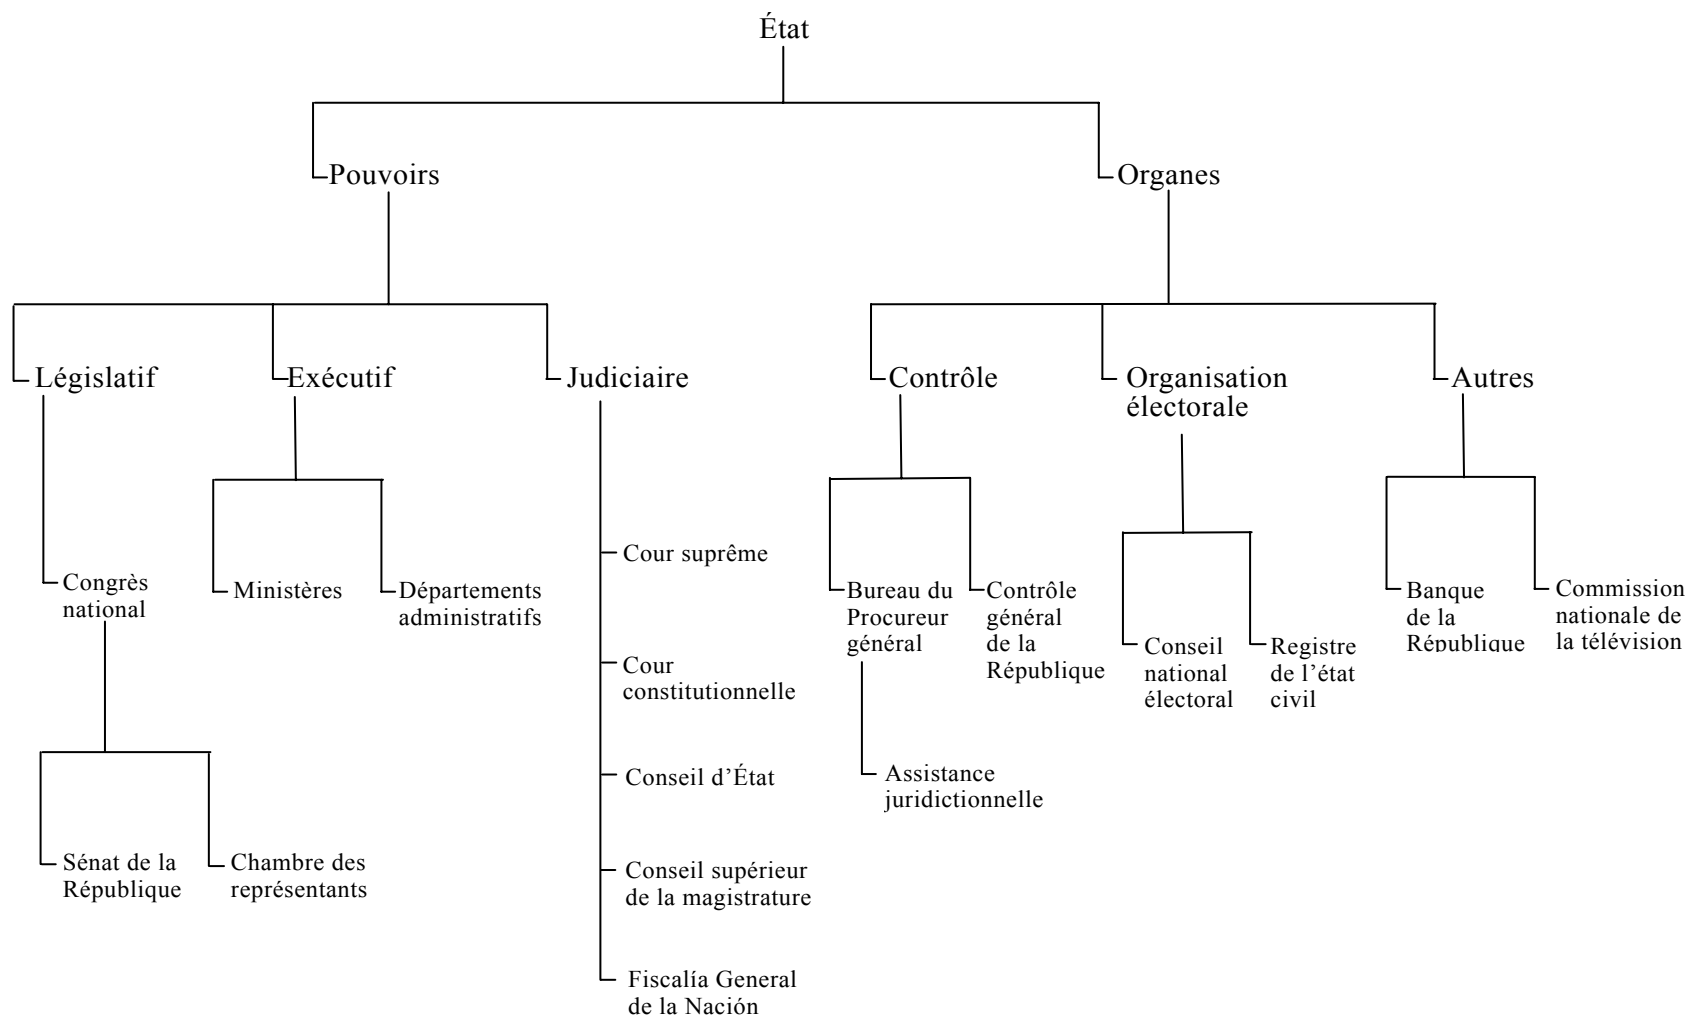 État
Pouvoirs
Organes
Législatif
Exécutif
Judiciaire
Contrôle
Organisation
électorale
Autres
Congrès
national
Sénat de la
République
Chambre des
représentants
Ministères
Départements
administratifs
Cour suprême
Cour
constitutionnelle
Conseil d’État
Conseil supérieur
de la magistrature
Fiscalía General
de la Nación
Bureau du
Procureur
général
Assistance
juridictionnelle
Contrôle
général
de la
République
Conseil
national
électoral
Registre
de l’état
civil
Banque
de la
République
Commission
nationale de
la télévision